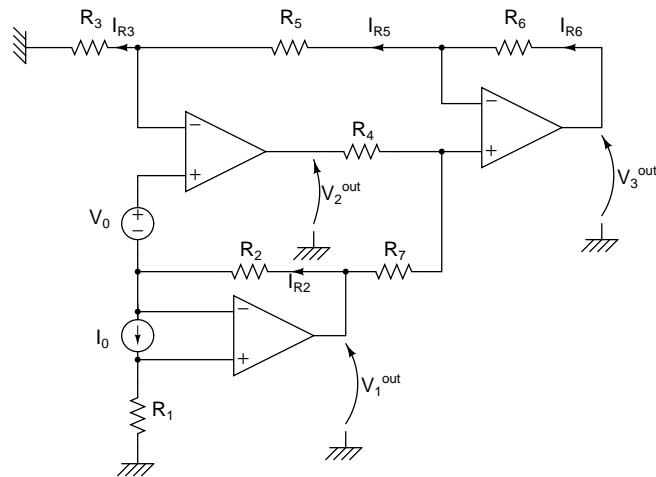 R3 IR3 R5 IR5 R6 IR6
− −
R4
+ +
V2out V3out
V0 + −
R2 R7
IR2
I0 −
+
V1out
R1